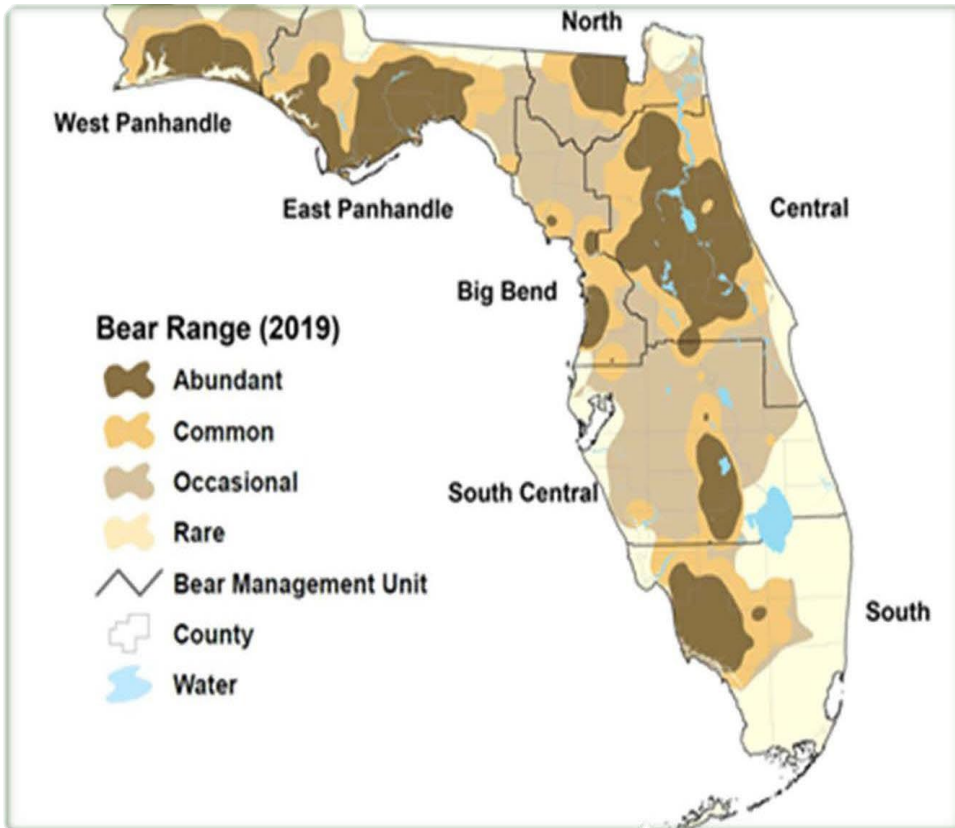 North
West Panhandle
East Panhandle
Central
Big Bend
Bear Range (2019)
Abundant
Common
Occasional
South Central
Rare
Bear Management Unit
South
County
Water